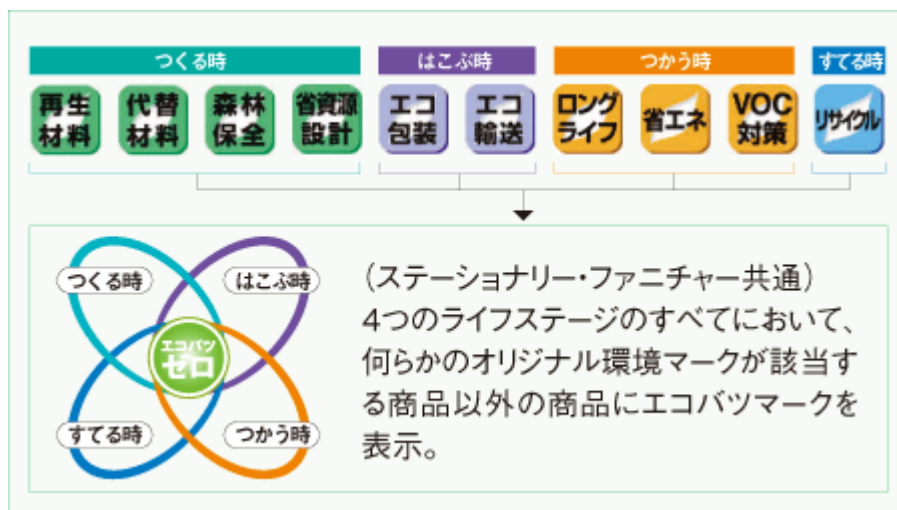 つくる時 はこぶ時 つかう時 すてる時
再生材料 代替材料 森林保全 省資源設計 エコ包装 エコ輸送 ロングライフ 省エネ VOC対策 リサイクル
つくる時 はこぶ時
エコバツ
ゼロ
すてる時 つかう時
(ステーショナリー・ファニチャー共通)
4つのライフステージのすべてにおいて、
何らかのオリジナル環境マークが該当す
る商品以外の商品にエコバツマークを
表示。